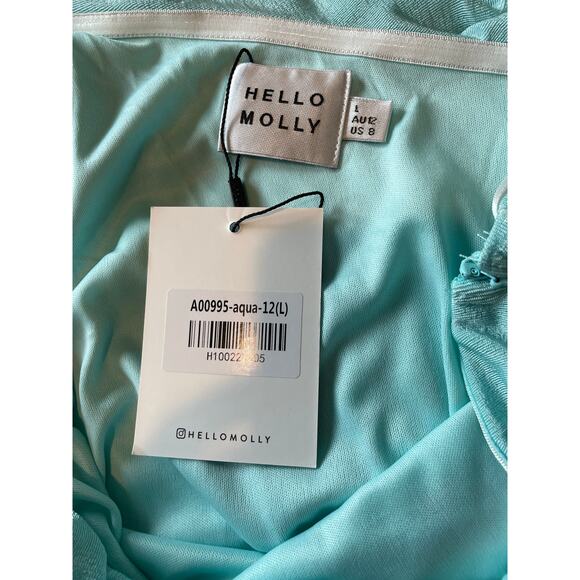 HELLO
MOLLY
L
AU12
US 8
A00995-aqua-12(L)
HELLOMOLLY